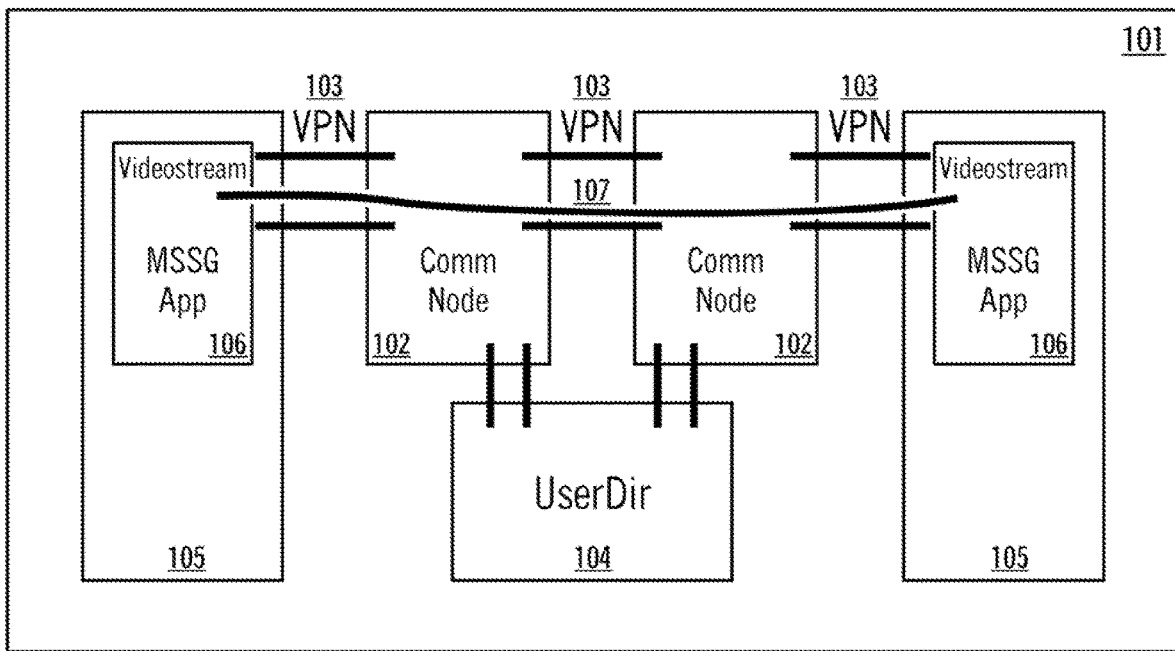 101
103 103 103
VPN VPN VPN
Videostream Videostream
107
MSSG App Comm Node Comm Node MSSG App
106 102 102 106
UserDir
105 104 105